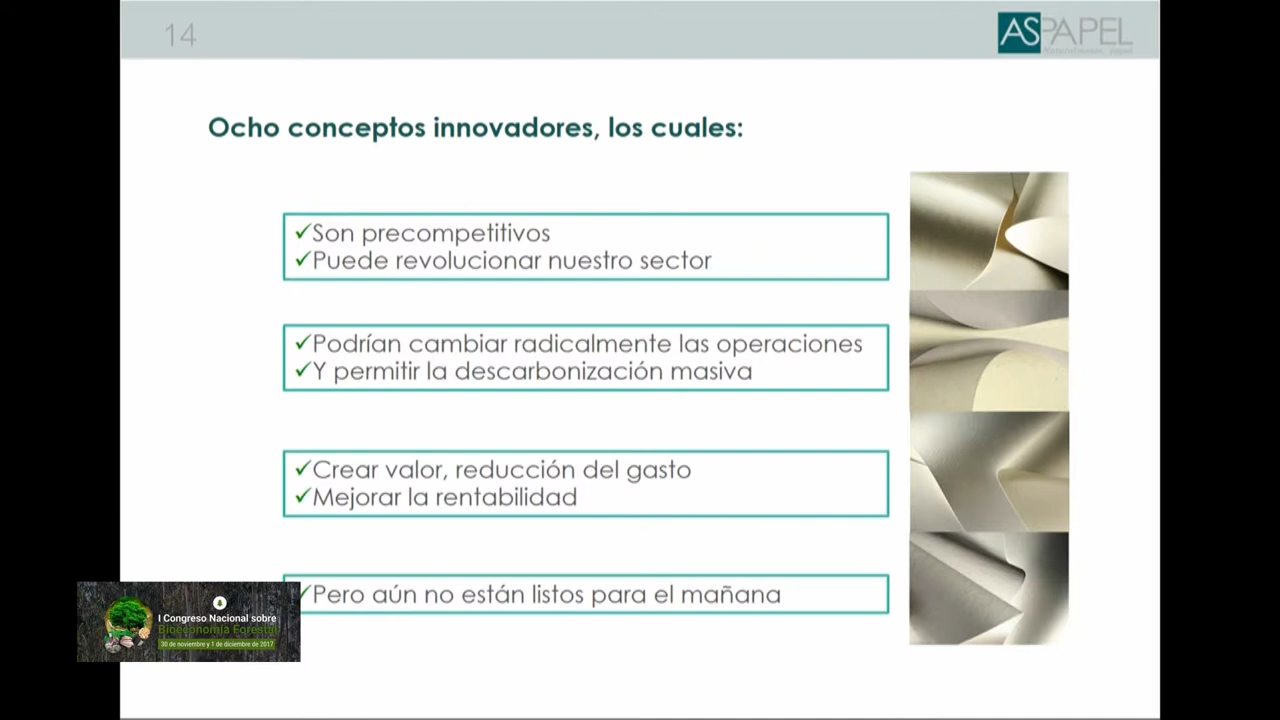 14
ASPAPEL
Ocho conceptos innovadores, los cuales:
✓Son precompetitivos
✓Puede revolucionar nuestro sector
✓Podrían cambiar radicalmente las operaciones
✓Y permitir la descarbonización masiva
✓Crear valor, reducción del gasto
✓Mejorar la rentabilidad
✓Pero aún no están listos para el mañana
I Congreso Nacional sobre
Bioeconomía Forestal
30 de noviembre y 1 de diciembre de 2017